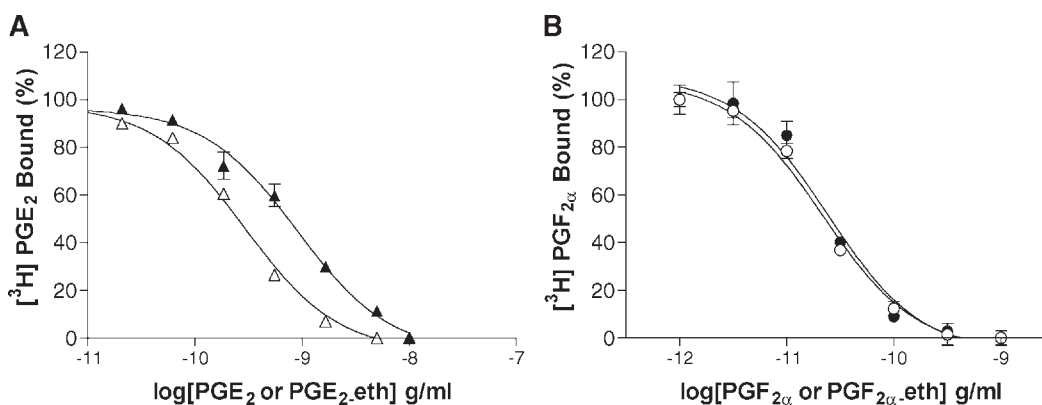 A
120
100
80
60
40
20
0
[³H] PGE₂ Bound (%)
-11 -10 -9 -8 -7
log[PGE₂ or PGE₂-eth] g/ml
B
120
100
80
60
40
20
0
[³H] PGF₂α Bound (%)
-12 -11 -10 -9
log[PGF₂α or PGF₂α-eth] g/ml